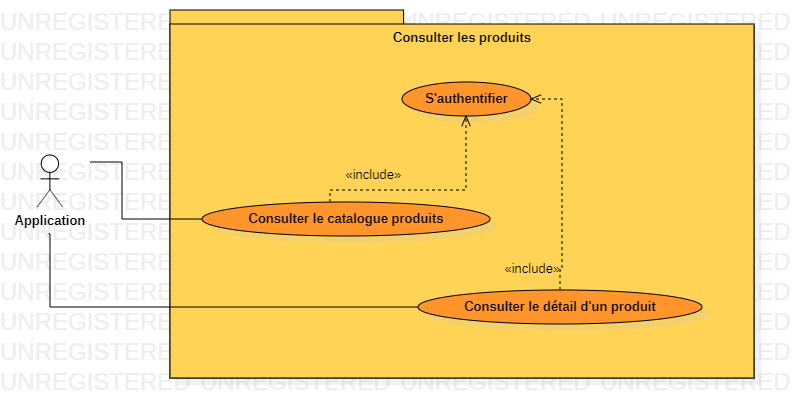 UNREGISTERED UNREGISTERED UNREGISTERED UNREGISTERED
Consulter les produits
S'authentifier
«include»
Application
Consulter le catalogue produits
«include»
Consulter le détail d'un produit